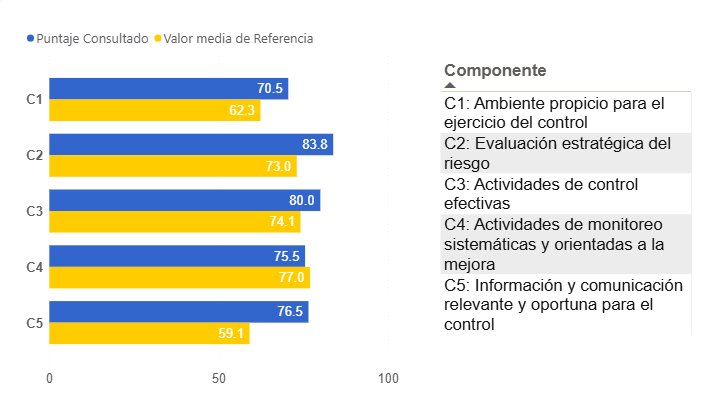 Puntaje Consultado Valor media de Referencia
C1
70.5
62.3
C2
83.8
73.0
C3
80.0
74.1
C4
75.5
77.0
C5
76.5
59.1
0 50 100
Componente
C1: Ambiente propicio para el
ejercicio del control
C2: Evaluación estratégica del
riesgo
C3: Actividades de control
efectivas
C4: Actividades de monitoreo
sistemáticas y orientadas a la
mejora
C5: Información y comunicación
relevante y oportuna para el
control